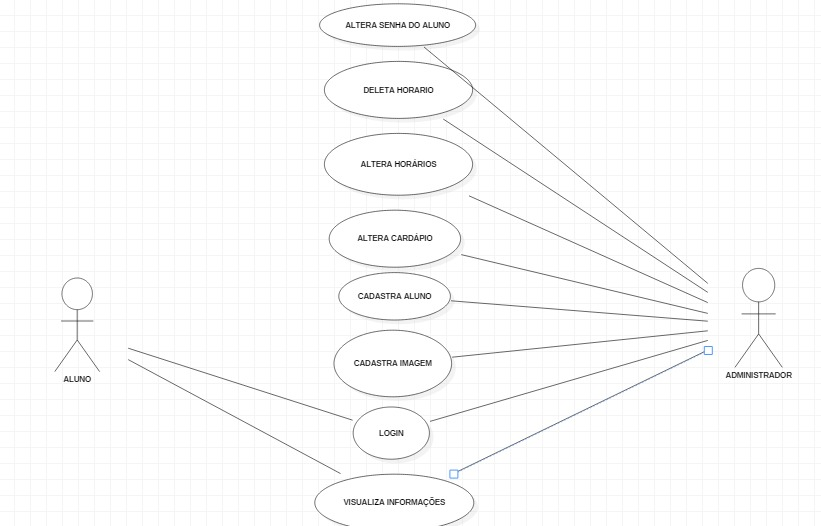 ALTERA SENHA DO ALUNO
DELETA HORARIO
ALTERA HORÁRIOS
ALTERA CARDÁPIO
CADASTRA ALUNO
CADASTRA IMAGEM
ALUNO
ADMINISTRADOR
LOGIN
VISUALIZA INFORMAÇÕES